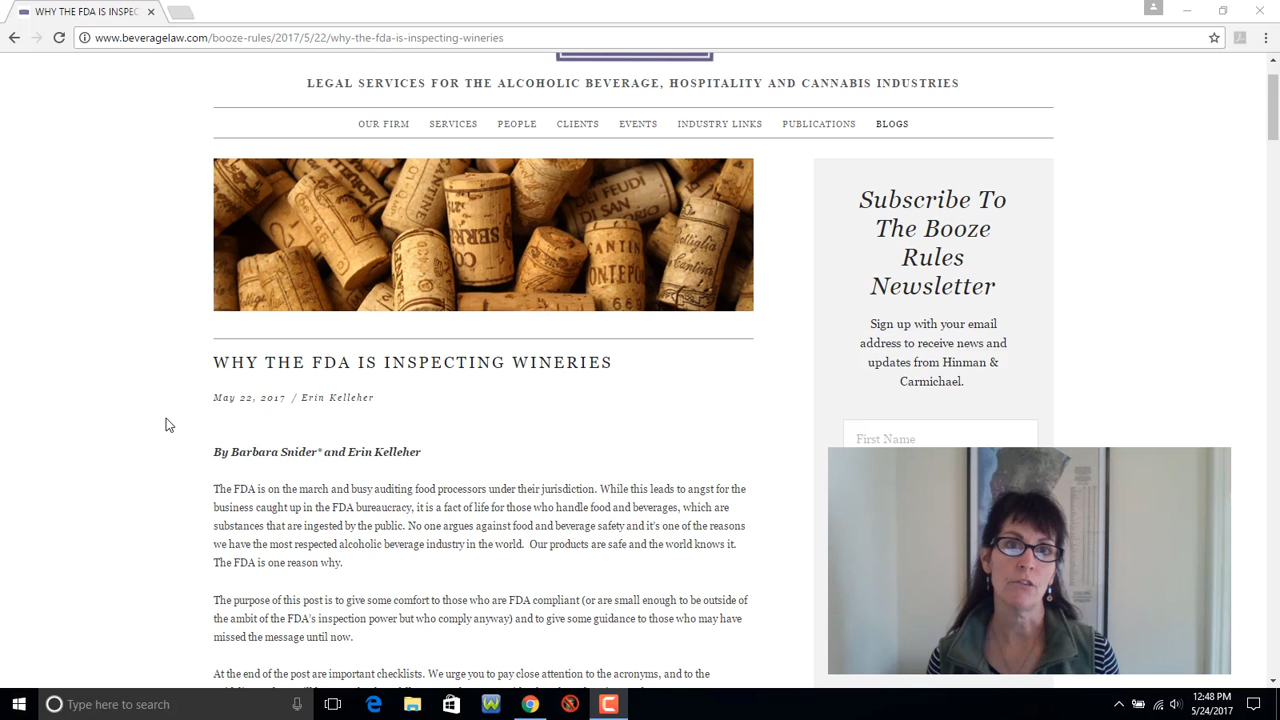 WHY THE FDA IS INSPEC
www.beveragelaw.com/booze-rules/2017/5/22/why-the-fda-is-inspecting-wineries
LEGAL SERVICES FOR THE ALCOHOLIC BEVERAGE, HOSPITALITY AND CANNABIS INDUSTRIES
OUR FIRM SERVICES PEOPLE CLIENTS EVENTS INDUSTRY LINKS PUBLICATIONS BLOGS
CANTINE
DEI FEUDI
DI SAN
CANTIN
WHY THE FDA IS INSPECTING WINERIES
May 22, 2017 / Erin Kelleher
By Barbara Snider* and Erin Kelleher
The FDA is on the march and busy auditing food processors under their jurisdiction. While this leads to angst for the
business caught up in the FDA bureaucracy, it is a fact of life for those who handle food and beverages, which are
substances that are ingested by the public. No one argues against food and beverage safety and it's one of the reasons
we have the most respected alcoholic beverage industry in the world. Our products are safe and the world knows it.
The FDA is one reason why.
The purpose of this post is to give some comfort to those who are FDA compliant (or are small enough to be outside of
the ambit of the FDA's inspection power but who comply anyway) and to give some guidance to those who may have
missed the message until now.
At the end of the post are important checklists. We urge you to pay close attention to the acronyms, and to the
Subscribe To
The Booze
Rules
Newsletter
Sign up with your email
address to receive news and
updates from Hinman &
Carmichael.
First Name
Type here to search
12:48 PM
5/24/2017